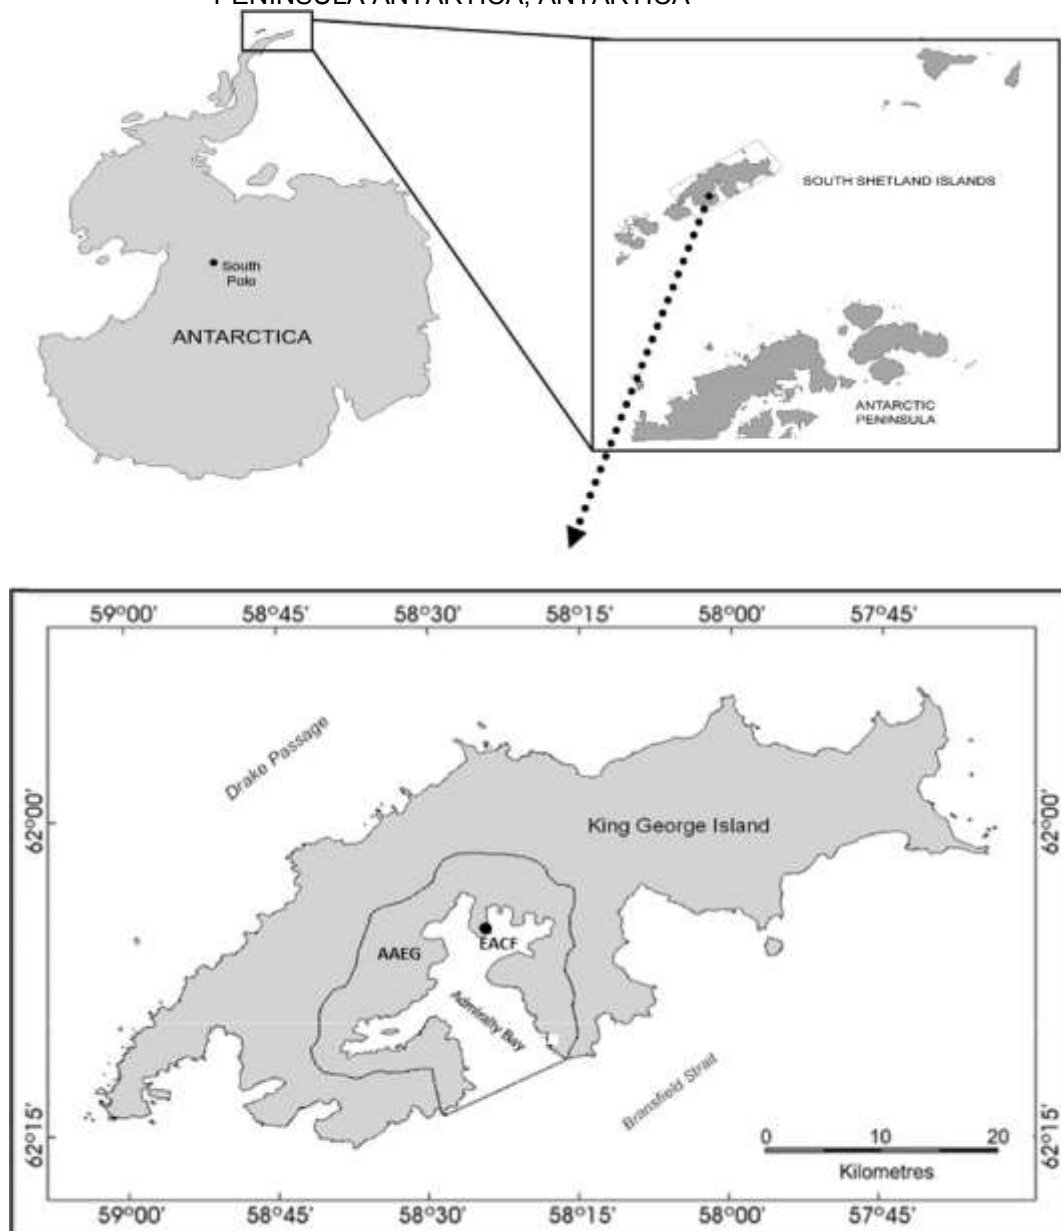 PENINSULA ANTARTICA, ANTARTICA
SOUTH SHETLAND ISLANDS
South
Polo
ANTARCTICA
ANTARCTIC
PENINSULA
59°00' 58°45' 58°30' 58°15' 58°00' 57°45'
Drake Passage
62°00' 62°00'
King George Island
AAEG
EACF
Admiralty Bay
Bransfield Strait
62°15' 62°15'
0 10 20
Kilometres
59°00' 58°45' 58°30' 58°15' 58°00' 57°45'